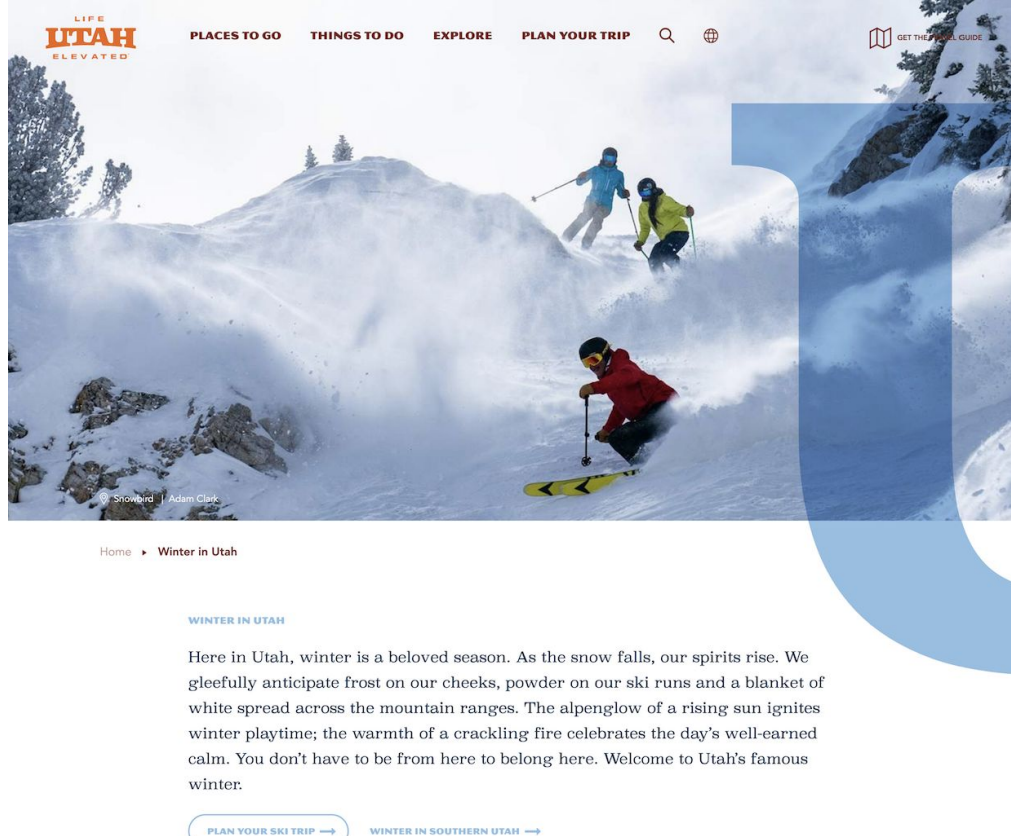 LIFE
UTAH
ELEVATED
PLACES TO GO
THINGS TO DO
EXPLORE
PLAN YOUR TRIP
GET THE TRAVEL GUIDE
Snowbird | Adam Clark
Home ▸ Winter in Utah
WINTER IN UTAH
Here in Utah, winter is a beloved season. As the snow falls, our spirits rise. We
gleefully anticipate frost on our cheeks, powder on our ski runs and a blanket of
white spread across the mountain ranges. The alpenglow of a rising sun ignites
winter playtime; the warmth of a crackling fire celebrates the day’s well-earned
calm. You don’t have to be from here to belong here. Welcome to Utah’s famous
winter.
PLAN YOUR SKI TRIP
WINTER IN SOUTHERN UTAH